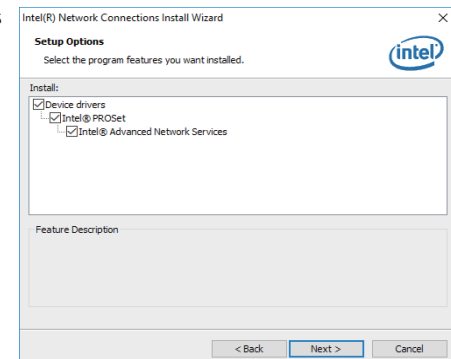 Intel(R) Network Connections Install Wizard
Setup Options
Select the program features you want installed.
intel
Install:
Device drivers
Intel® PROSet
Intel® Advanced Network Services
Feature Description
< Back
Next >
Cancel